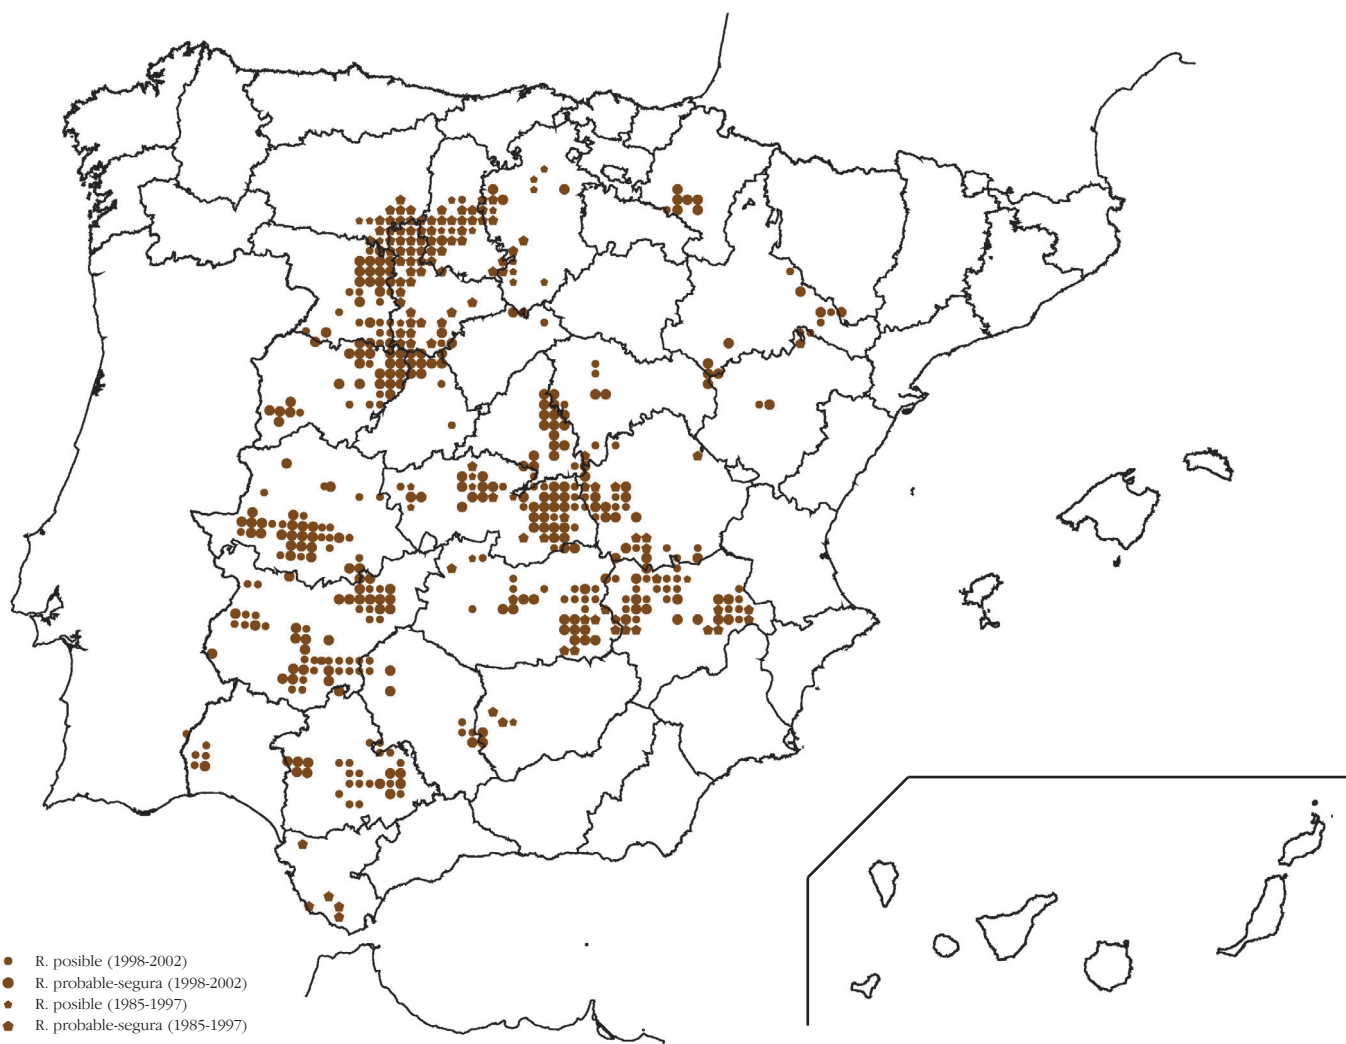 R. posible (1998-2002)
R. probable-segura (1998-2002)
R. posible (1985-1997)
R. probable-segura (1985-1997)